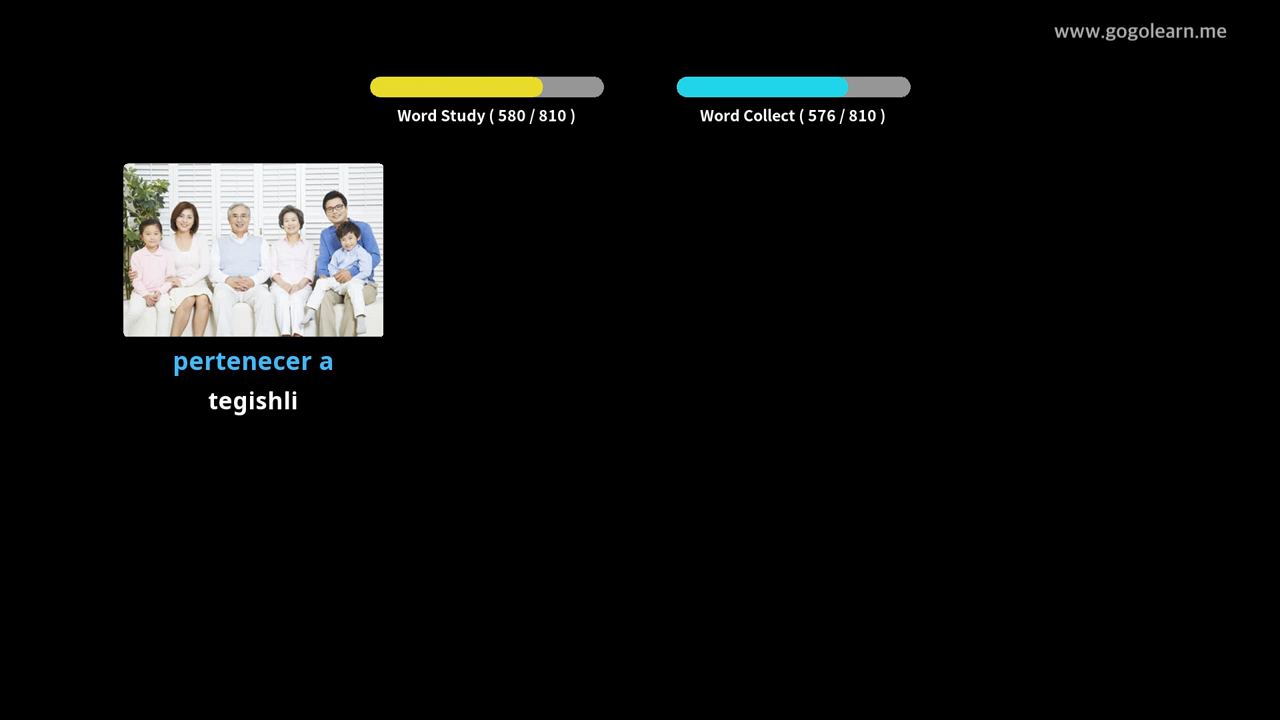 www.gogolearn.me
Word Study ( 580 / 810 )
Word Collect ( 576 / 810 )
pertenecer a
tegishli